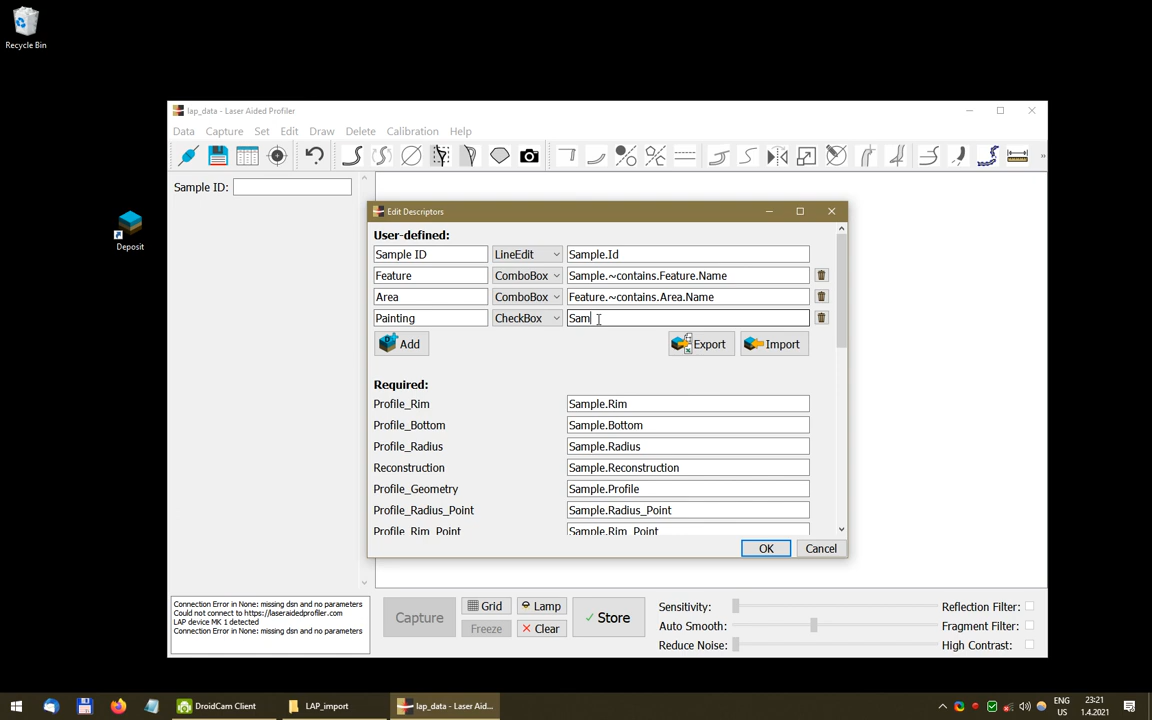 Recycle Bin
Deposit
lap_data - Laser Aided Profiler
Data Capture Set Edit Draw Delete Calibration Help
»
Sample ID:
Edit Descriptors
User-defined:
Sample ID LineEdit Sample.Id
Feature ComboBox Sample.~contains.Feature.Name
Area ComboBox Feature.~contains.Area.Name
Painting CheckBox Sam
Add Export Import
Required:
Profile_Rim Sample.Rim
Profile_Bottom Sample.Bottom
Profile_Radius Sample.Radius
Reconstruction Sample.Reconstruction
Profile_Geometry Sample.Profile
Profile_Radius_Point Sample.Radius_Point
Profile_Rim_Point Sample.Rim_Point
OK Cancel
Connection Error in None: missing dsn and no parameters
Could not connect to https://laseraidedprofiler.com
LAP device MK 1 detected
Connection Error in None: missing dsn and no parameters
Capture Grid Lamp Store
Freeze Clear
Sensitivity: Reflection Filter:
Auto Smooth: Fragment Filter:
Reduce Noise: High Contrast:
DroidCam Client LAP_import lap_data - Laser Aid...
ENG 23:21
US 1.4.2021